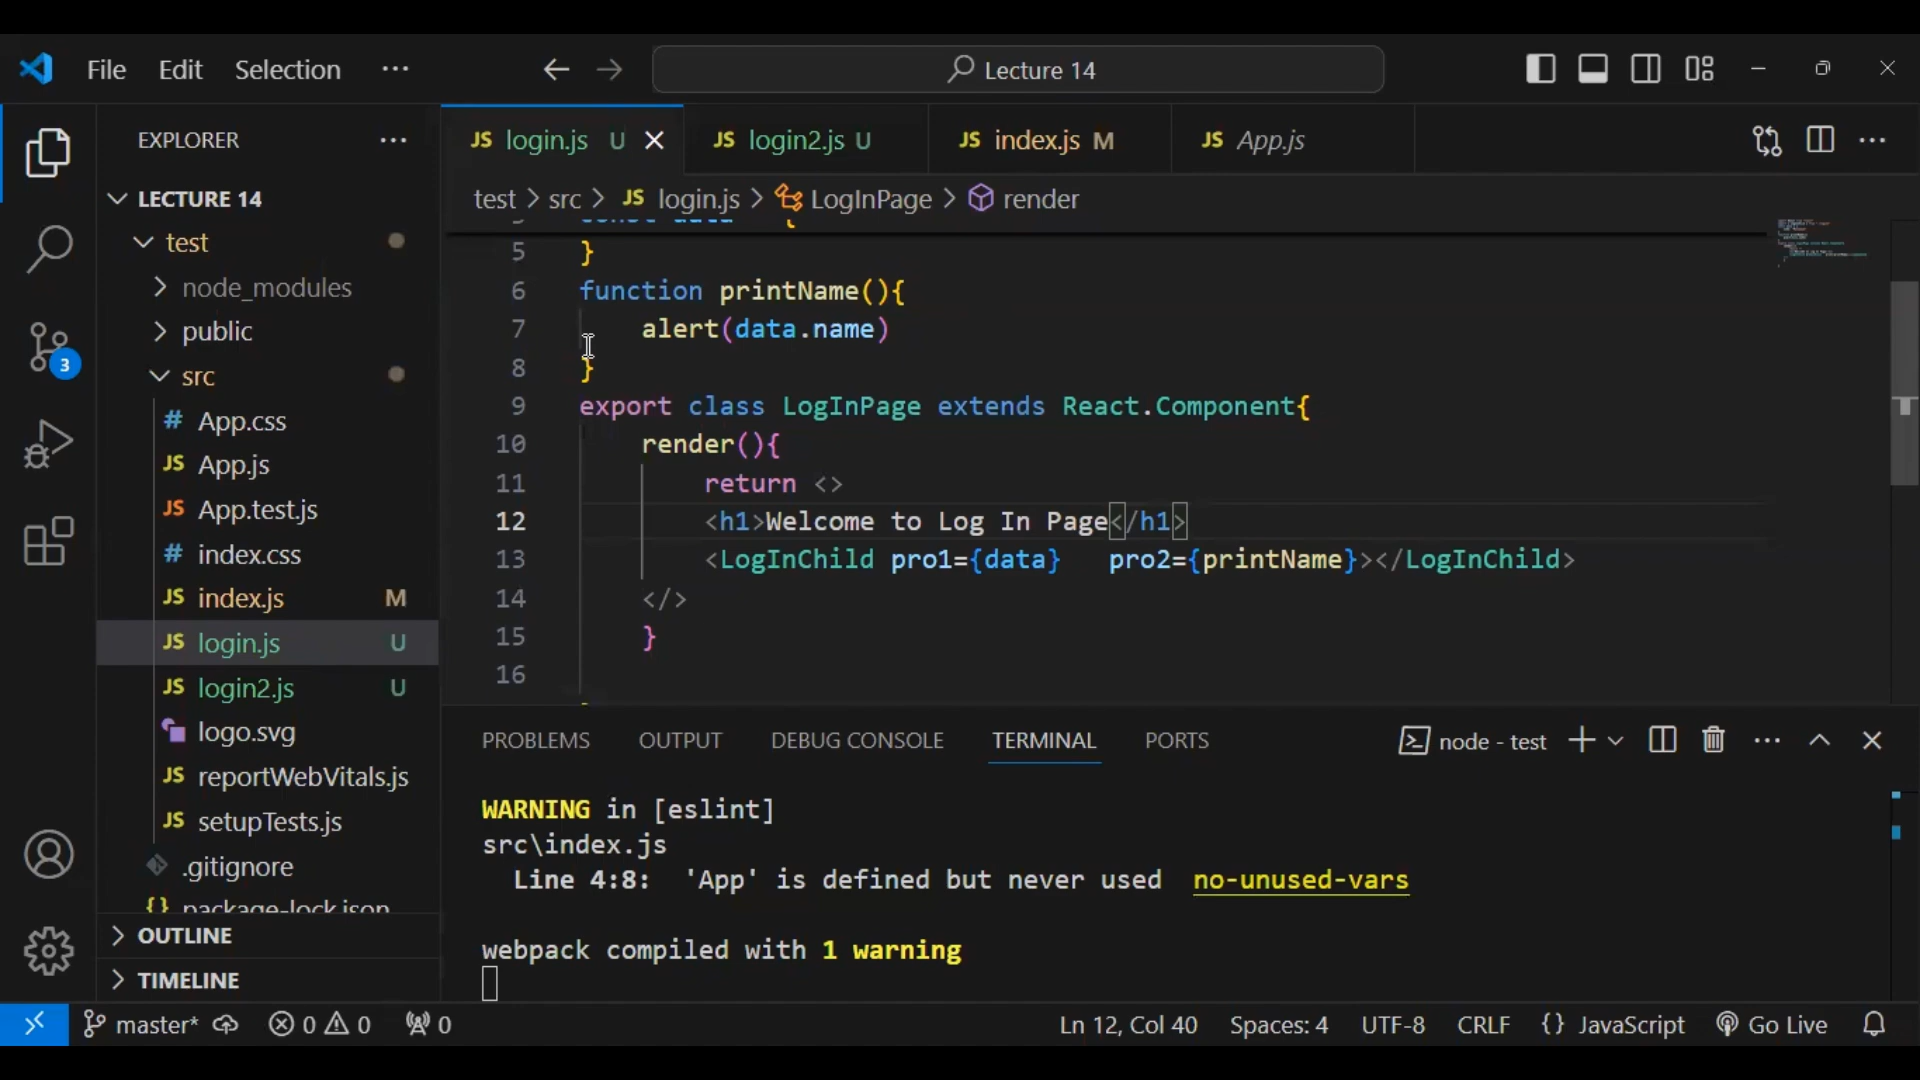 File Edit Selection ··· Lecture 14
EXPLORER ···
LECTURE 14
test
node_modules
public
src
# App.css
JS App.js
JS App.test.js
# index.css
JS index.js M
JS login.js U
JS login2.js U
logo.svg
JS reportWebVitals.js
JS setupTests.js
.gitignore
{} package-lock.json
OUTLINE
TIMELINE
3
JS login.js U JS login2.js U JS index.js M JS App.js
test > src > JS login.js > LogInPage > render
const data {
5 }
6 function printName(){
7 alert(data.name)
8 }
9 export class LogInPage extends React.Component{
10 render(){
11 return <>
12 <h1>Welcome to Log In Page</h1>
13 <LogInChild pro1={data} pro2={printName}></LogInChild>
14 </>
15 }
16
PROBLEMS OUTPUT DEBUG CONSOLE TERMINAL PORTS node - test
WARNING in [eslint]
src\index.js
Line 4:8: 'App' is defined but never used no-unused-vars
webpack compiled with 1 warning
master* 0 0 0 Ln 12, Col 40 Spaces: 4 UTF-8 CRLF {} JavaScript Go Live